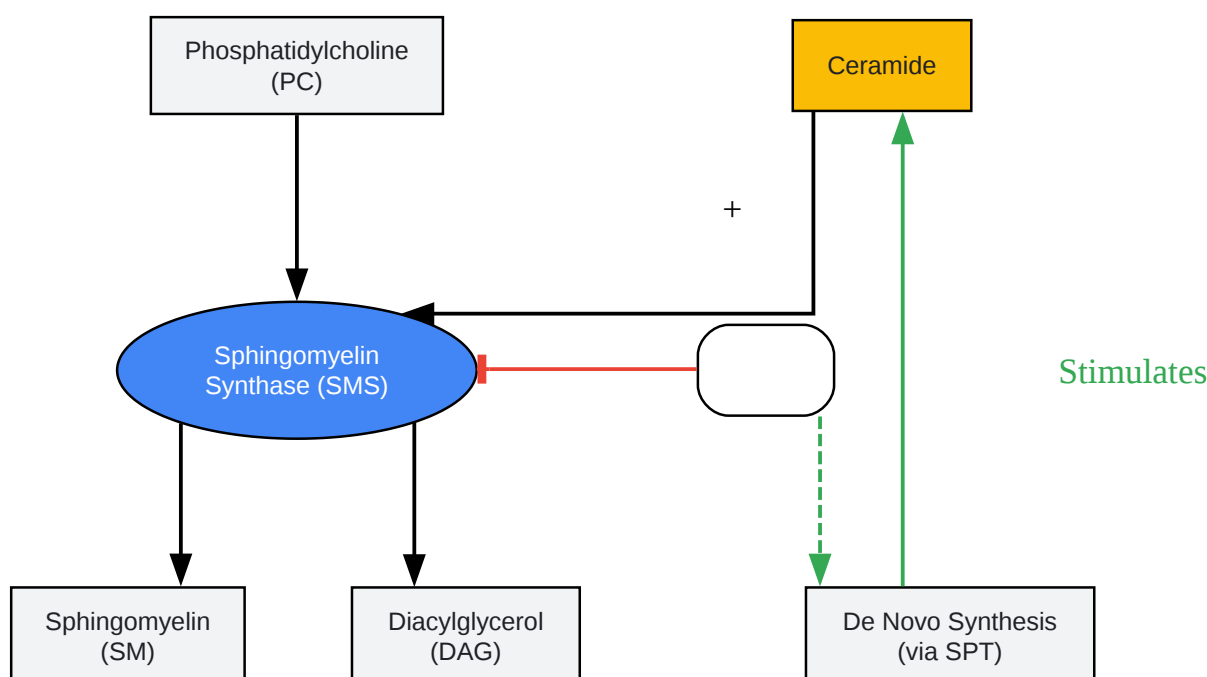 Phosphatidylcholine
(PC)
Ceramide
+
Sphingomyelin
Synthase (SMS)
Stimulates
Sphingomyelin
(SM)
Diacylglycerol
(DAG)
De Novo Synthesis
(via SPT)